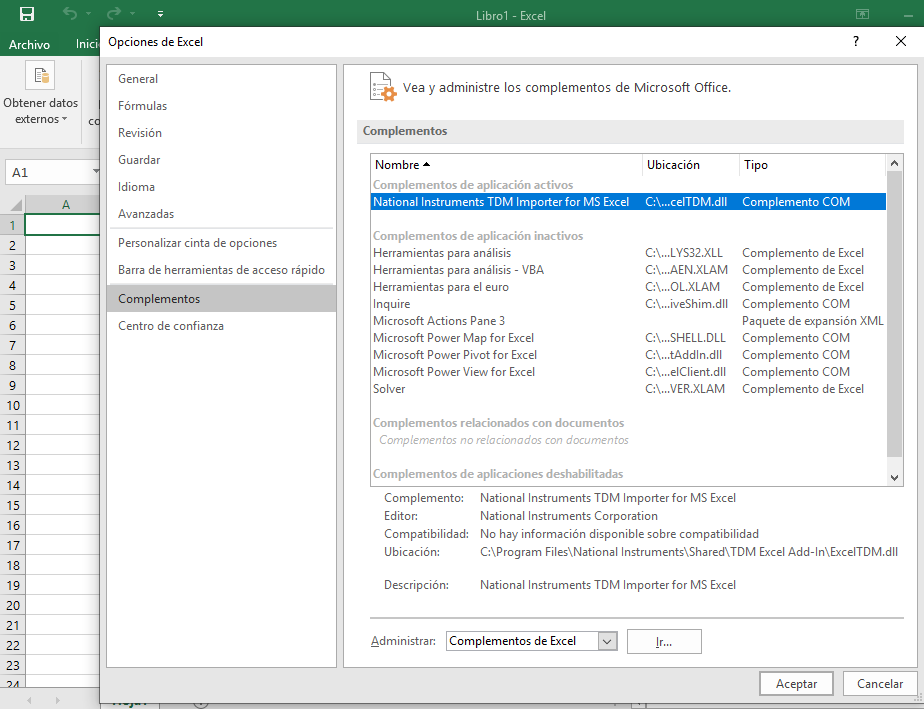 Libro1 - Excel
Archivo
Inici
Opciones de Excel
?
Obtener datos
externos
co
A1
A
1
2
3
4
5
6
7
8
9
10
11
12
13
14
15
16
17
18
19
20
21
22
23
24
General
Fórmulas
Revisión
Guardar
Idioma
Avanzadas
Personalizar cinta de opciones
Barra de herramientas de acceso rápido
Complementos
Centro de confianza
Vea y administre los complementos de Microsoft Office.
Complementos
Nombre Ubicación Tipo
Complementos de aplicación activos
National Instruments TDM Importer for MS Excel C:\...celTDM.dll Complemento COM
Complementos de aplicación inactivos
Herramientas para análisis C:\...LYS32.XLL Complemento de Excel
Herramientas para análisis - VBA C:\...AEN.XLAM Complemento de Excel
Herramientas para el euro C:\...OL.XLAM Complemento de Excel
Inquire C:\...iveShim.dll Complemento COM
Microsoft Actions Pane 3 Paquete de expansión XML
Microsoft Power Map for Excel C:\...SHELL.DLL Complemento COM
Microsoft Power Pivot for Excel C:\...tAddIn.dll Complemento COM
Microsoft Power View for Excel C:\...elClient.dll Complemento COM
Solver C:\...VER.XLAM Complemento de Excel
Complementos relacionados con documentos
Complementos no relacionados con documentos
Complementos de aplicaciones deshabilitadas
Complemento: National Instruments TDM Importer for MS Excel
Editor: National Instruments Corporation
Compatibilidad: No hay información disponible sobre compatibilidad
Ubicación: C:\Program Files\National Instruments\Shared\TDM Excel Add-In\ExcelTDM.dll
Descripción: National Instruments TDM Importer for MS Excel
Administrar: Complementos de Excel Ir...
Aceptar Cancelar